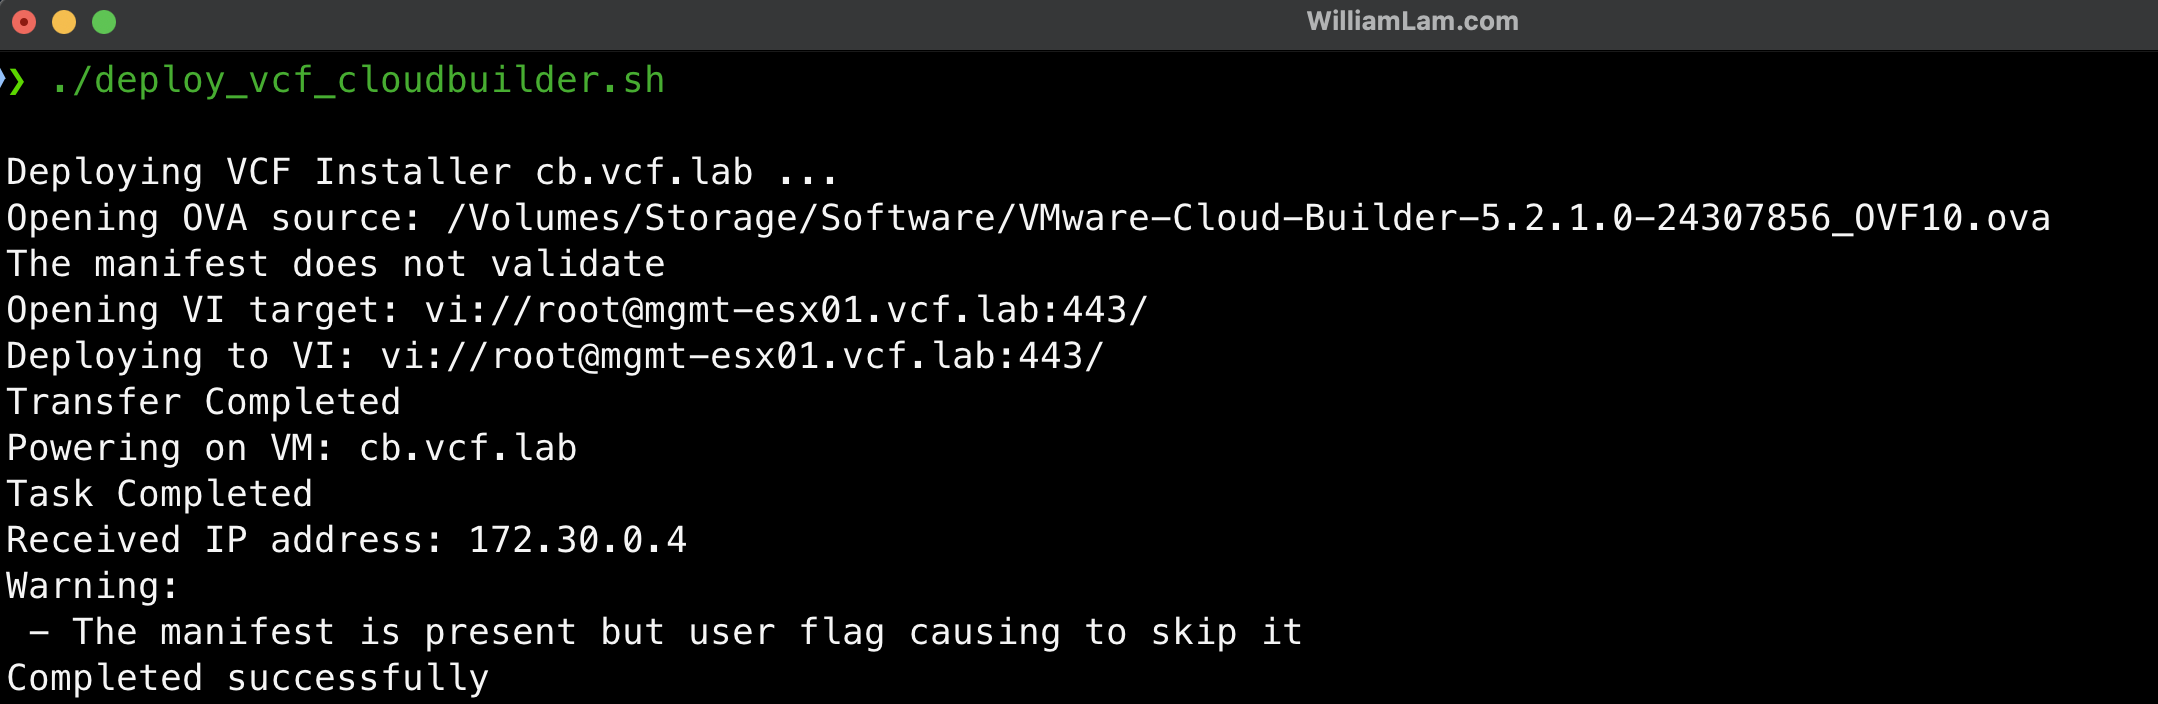 WilliamLam.com
❯ ./deploy_vcf_cloudbuilder.sh
Deploying VCF Installer cb.vcf.lab ...
Opening OVA source: /Volumes/Storage/Software/VMware-Cloud-Builder-5.2.1.0-24307856_OVF10.ova
The manifest does not validate
Opening VI target: vi://root@mgmt-esx01.vcf.lab:443/
Deploying to VI: vi://root@mgmt-esx01.vcf.lab:443/
Transfer Completed
Powering on VM: cb.vcf.lab
Task Completed
Received IP address: 172.30.0.4
Warning:
 - The manifest is present but user flag causing to skip it
Completed successfully